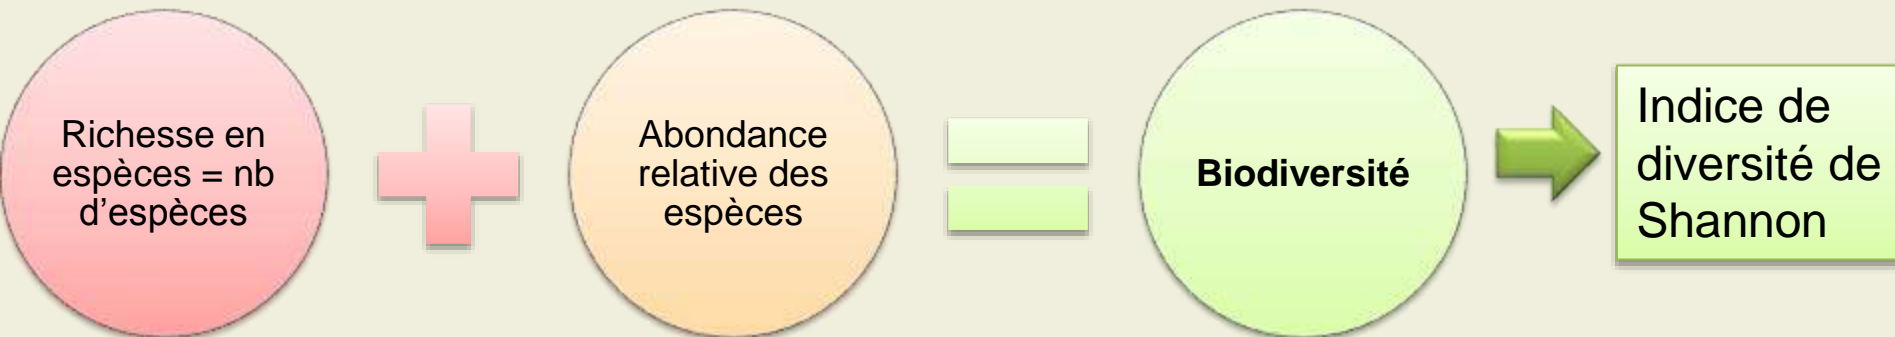 Richesse en
espèces = nb
d’espèces
Abondance
relative des
espèces
Biodiversité
Indice de
diversité de
Shannon